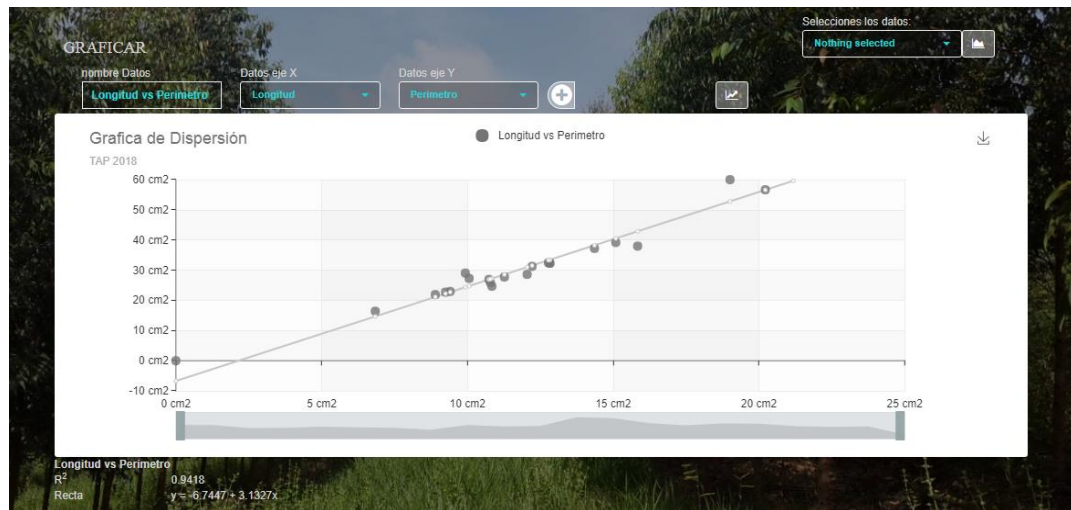 Selecciones los datos:
GRAFICAR
Nothing selected
nombre Datos
Datos eje X
Datos eje Y
Longitud vs Perimetro
Longitud
Perimetro
Grafica de Dispersión
Longitud vs Perimetro
TAP 2018
60 cm2
50 cm2
40 cm2
30 cm2
20 cm2
10 cm2
0 cm2
-10 cm2
0 cm2
5 cm2
10 cm2
15 cm2
20 cm2
25 cm2
Longitud vs Perimetro
R² 0.9418
Recta y = -6.7447 + 3.1327x